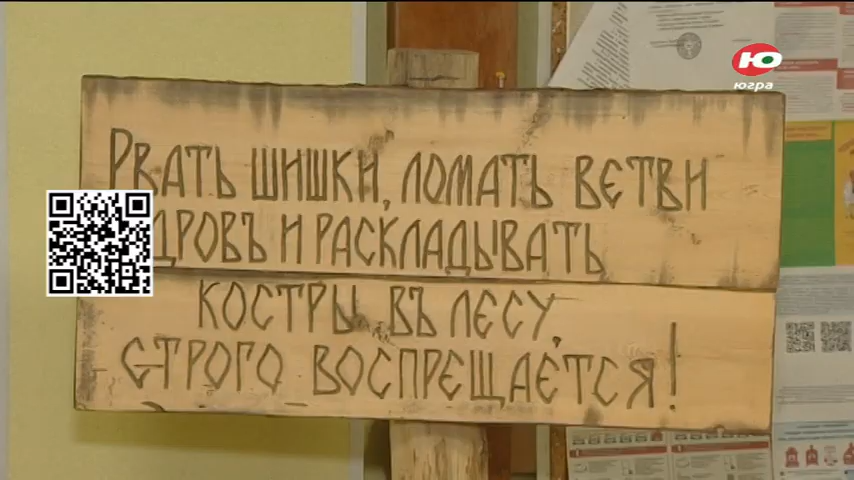 Ю
югра
Рвать шишки, ломать ветви
дровъ и раскладывать
костры въ лесу,
строго воспрещается!